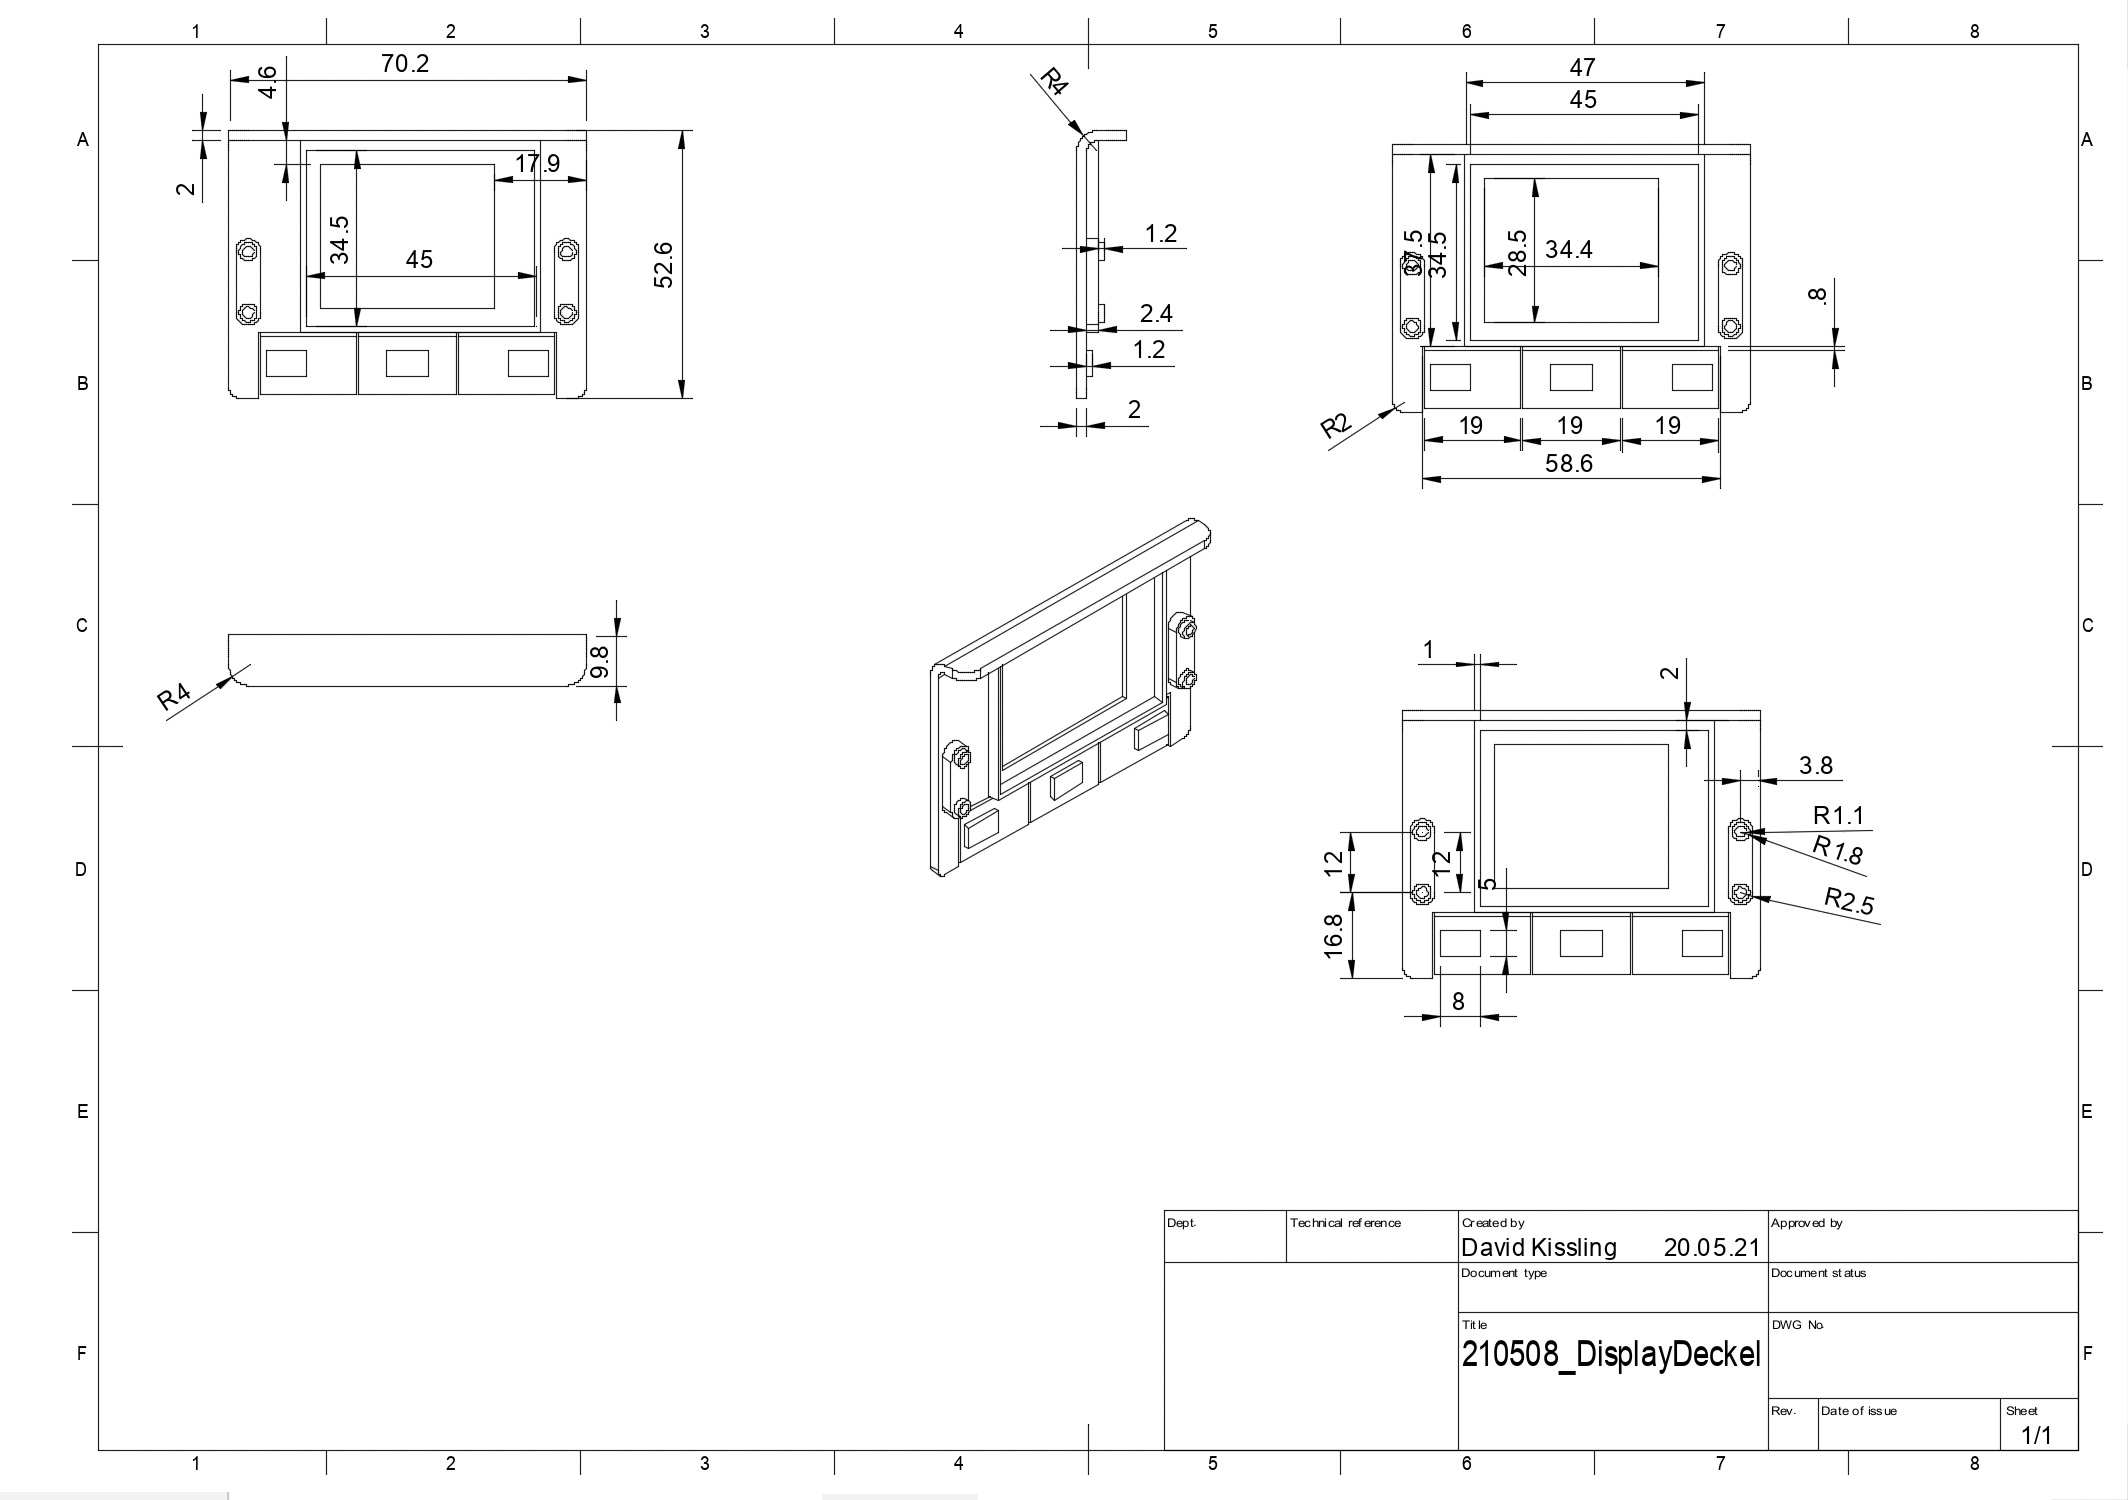 1 2 3 4 5 6 7 8
A A
B B
C C
D D
E E
F F
70.2
4.6
2
17.9
34.5
45
52.6
R4
1.2
2.4
1.2
2
47
45
37.5
34.5
28.5
34.4
.8
R2
19 19 19
58.6
R4
9.8
1
2
3.8
R1.1
R1.8
R2.5
12
12
5
16.8
8
Dept.
Technical reference
Created by
David Kissling 20.05.21
Approved by
Document type
Document status
Title
210508_DisplayDeckel
DWG No.
Rev.
Date of issue
Sheet
1/1
1 2 3 4 5 6 7 8